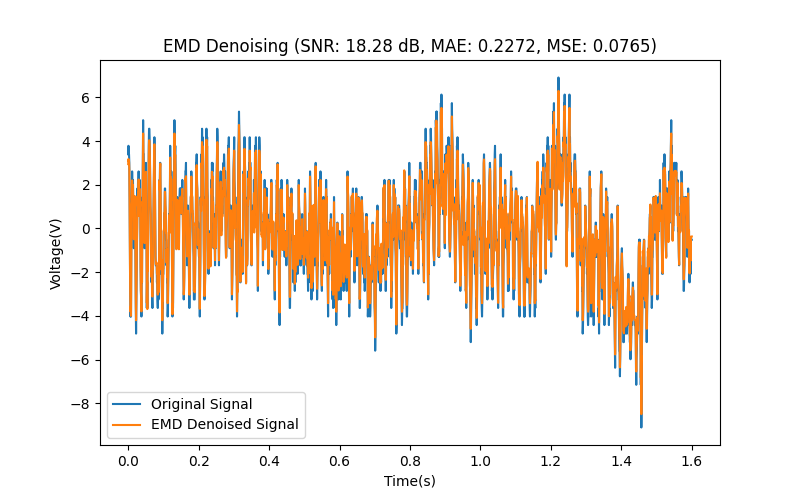 EMD Denoising (SNR: 18.28 dB, MAE: 0.2272, MSE: 0.0765)
6
4
2
0
−2
−4
−6
−8
Voltage(V)
Original Signal
EMD Denoised Signal
0.0 0.2 0.4 0.6 0.8 1.0 1.2 1.4 1.6
Time(s)